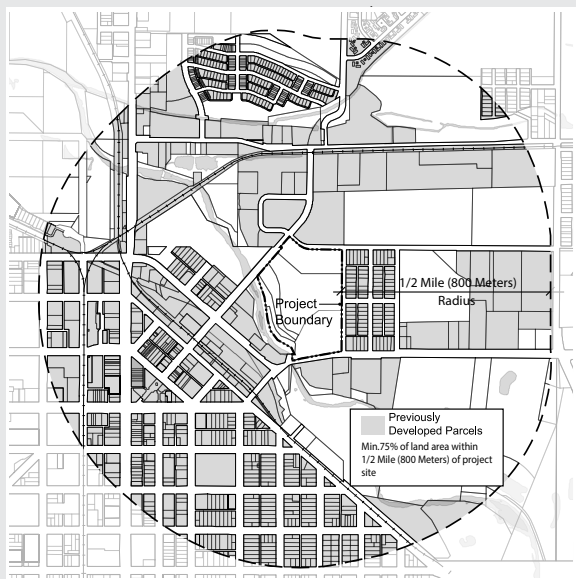 1/2 Mile (800 Meters)
Radius
Project
Boundary
Previously
Developed Parcels
Min.75% of land area within
1/2 Mile (800 Meters) of project
site